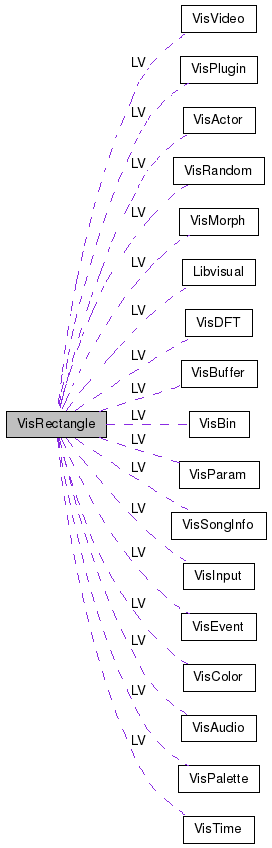 VisVideo
LV
VisPlugin
LV
VisActor
LV
VisRandom
LV
VisMorph
LV
Libvisual
LV
VisDFT
LV
VisBuffer
LV
VisRectangle
LV
VisBin
LV
VisParam
LV
VisSongInfo
LV
VisInput
LV
VisEvent
LV
VisColor
LV
VisAudio
LV
VisPalette
LV
VisTime